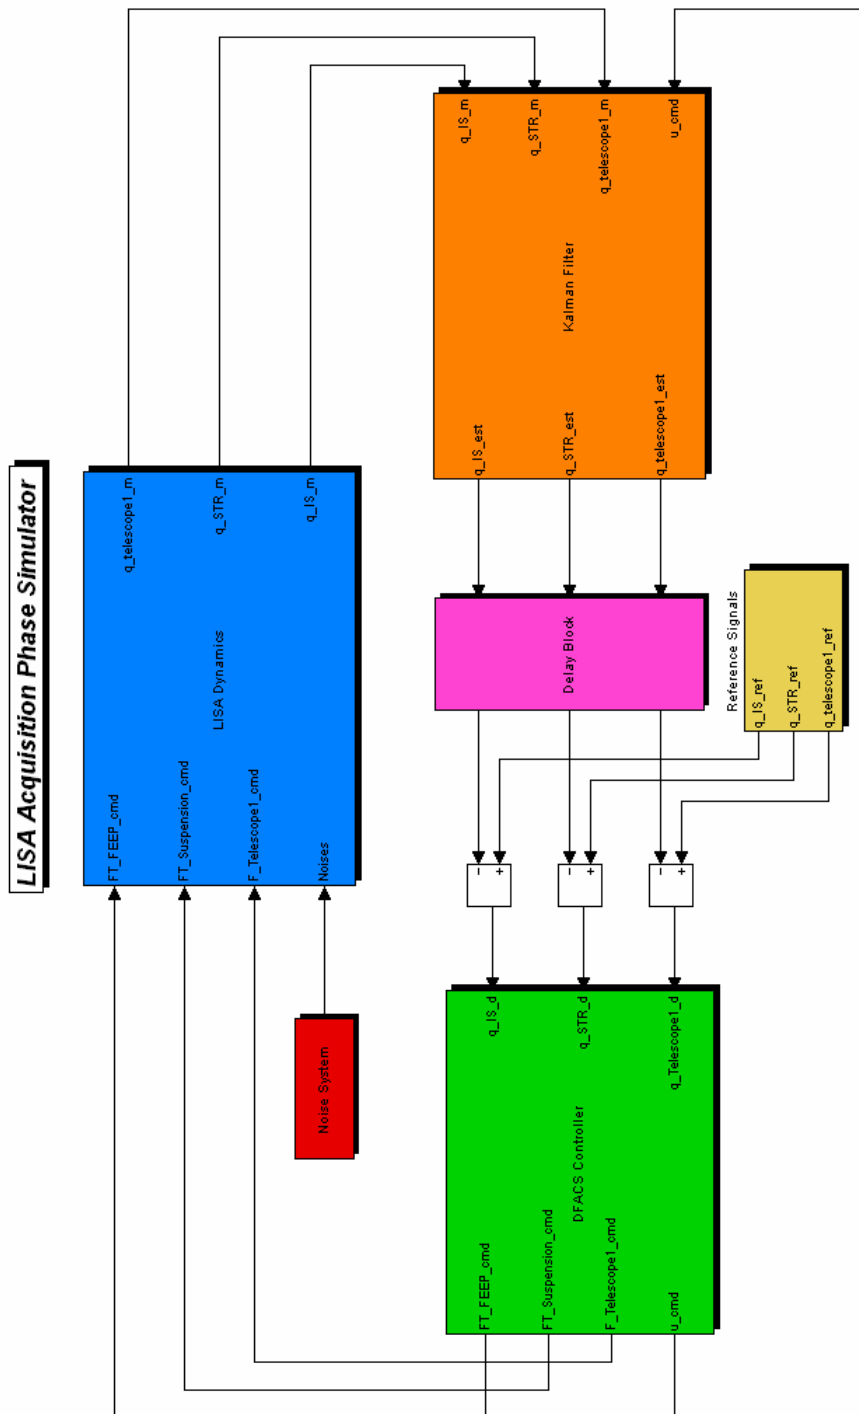 LISA Acquisition Phase Simulator
FT_FEEP_cmd
FT_Suspension_cmd
F_Telescope1_cmd
Noises
LISA Dynamics
q_telescope1_m
q_STR_m
q_IS_m
Noise System
FT_FEEP_cmd
FT_Suspension_cmd
F_Telescope1_cmd
u_cmd
DFACS Controller
q_IS_d
q_STR_d
q_Telescope1_d
−
+
−
+
−
+
Delay Block
q_IS_est
q_STR_est
q_telescope1_est
Kalman Filter
q_IS_m
q_STR_m
q_telescope1_m
u_cmd
Reference Signals
q_IS_ref
q_STR_ref
q_telescope1_ref